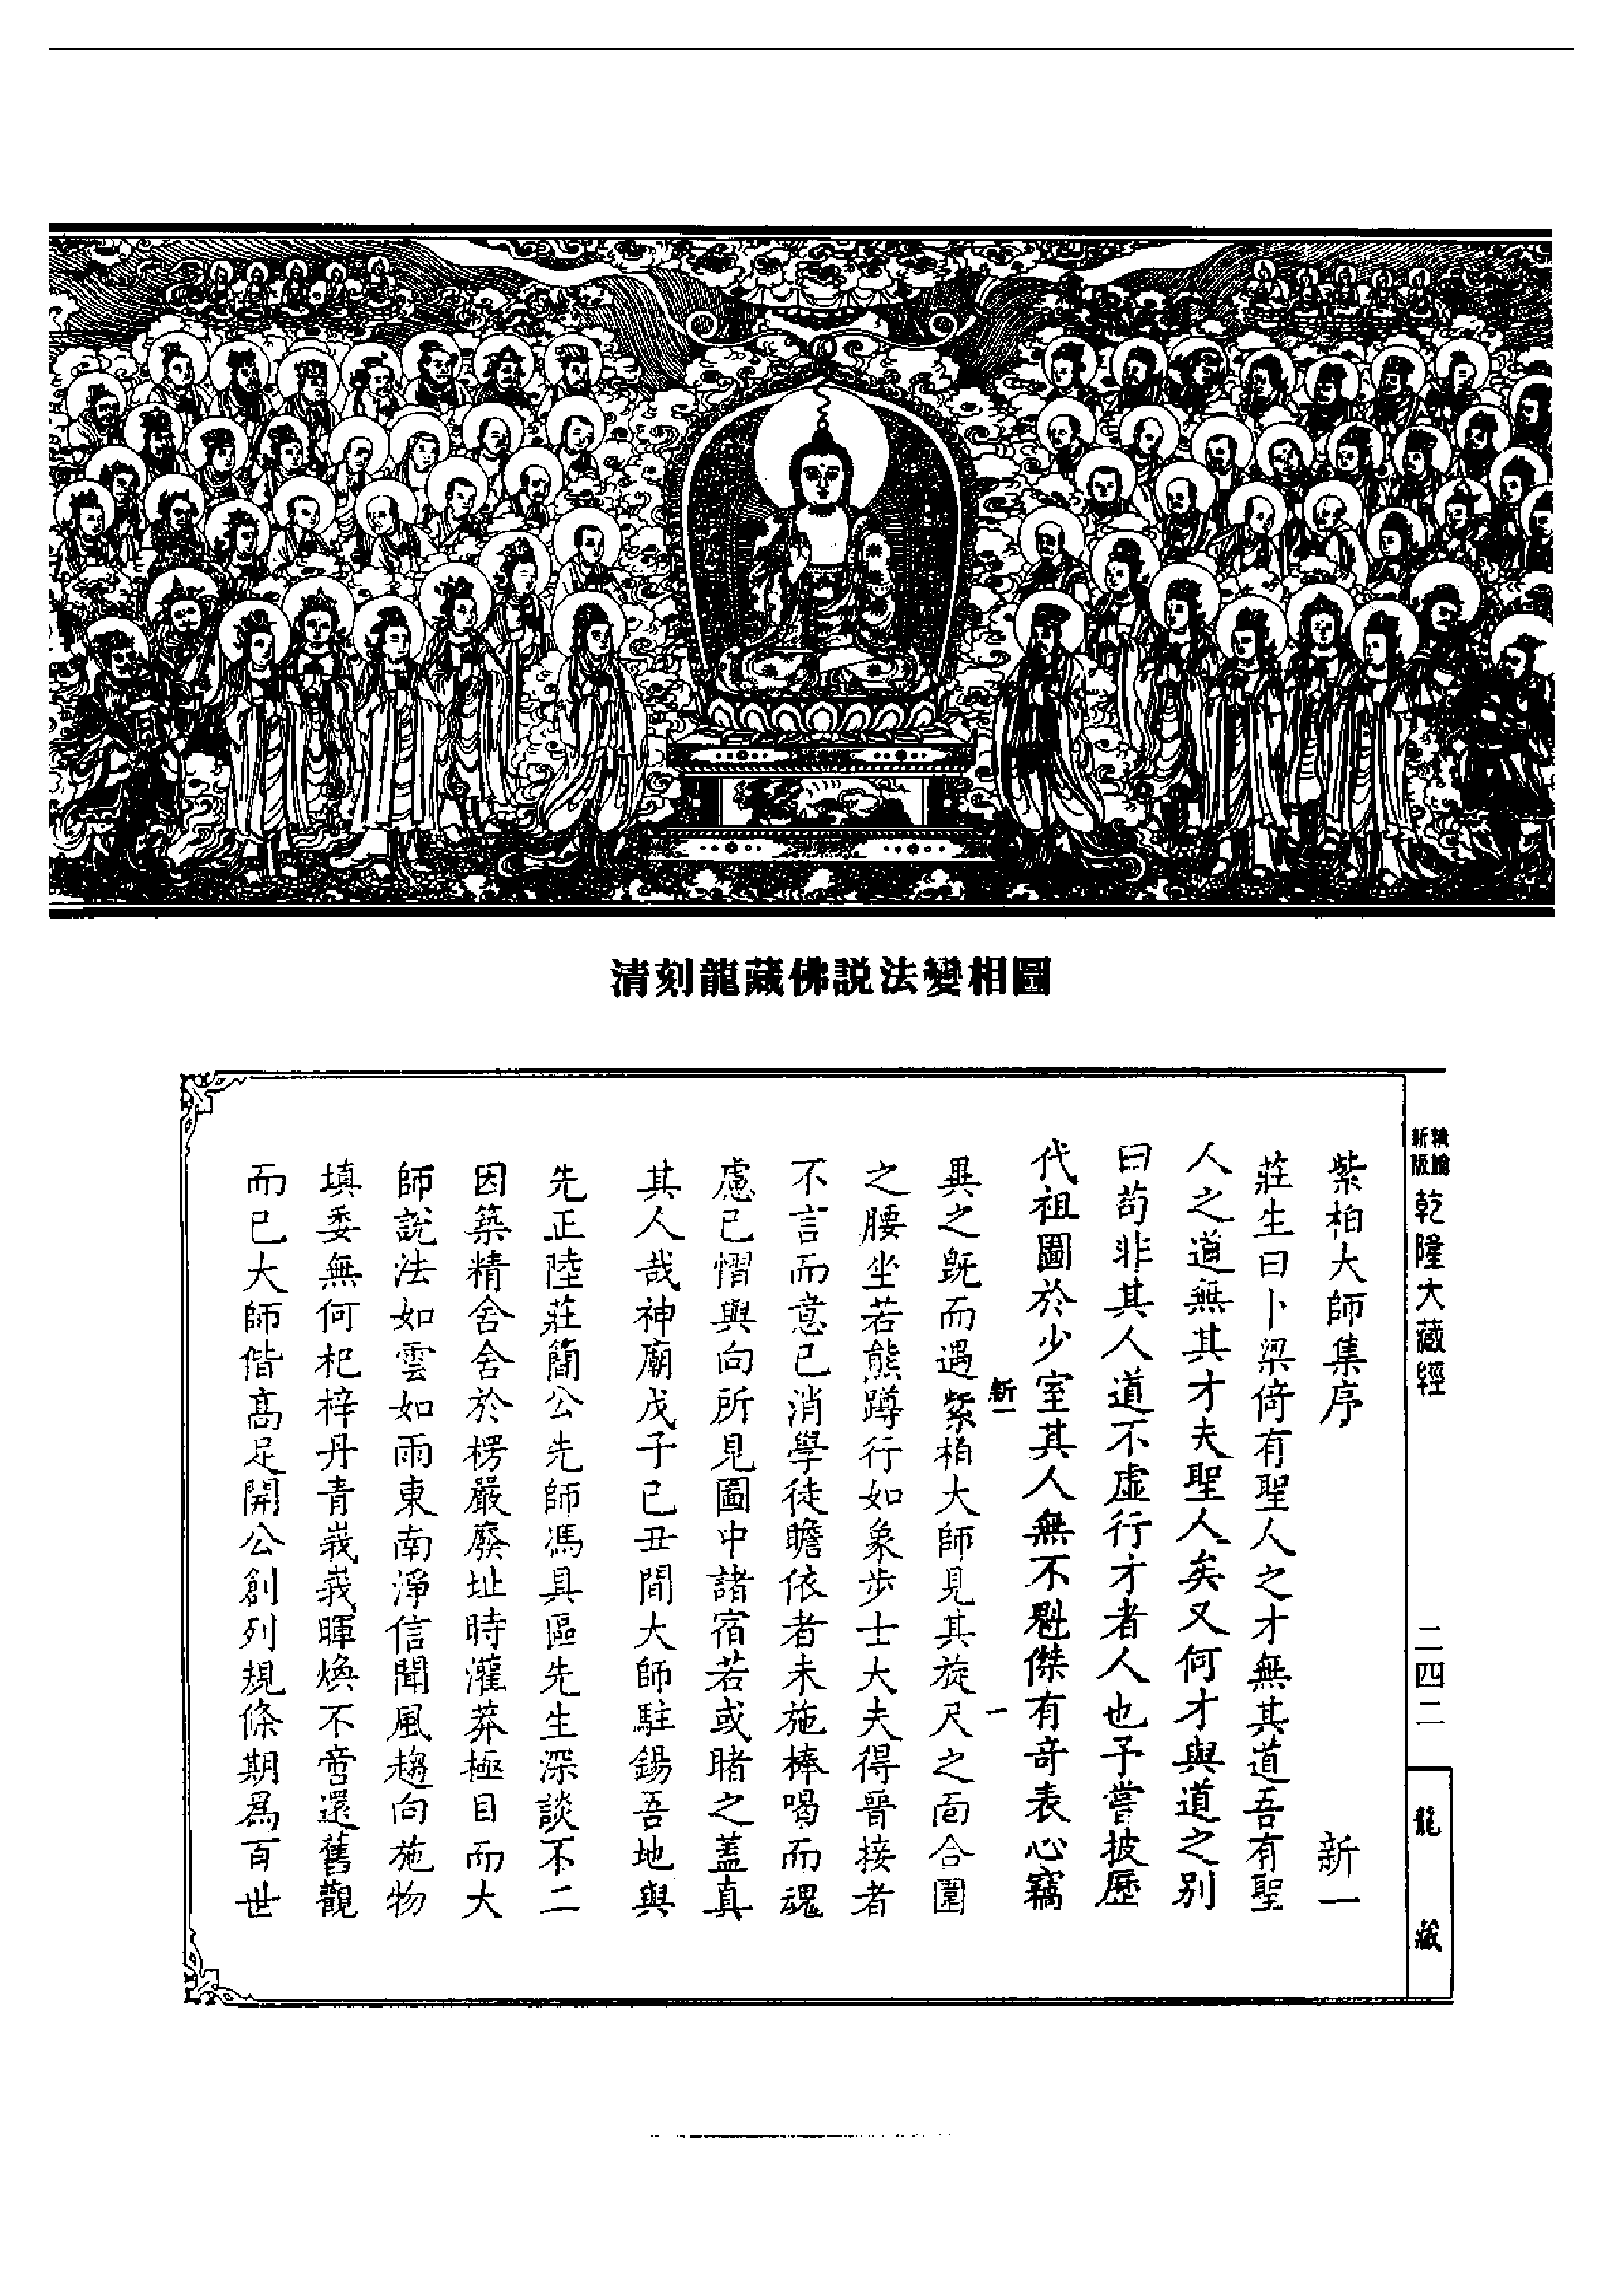 清刻龍藏佛説法變相圖
新版
乾隆大藏經
二四二
龍藏
紫柏大師集序
新一
莊生曰卜梁倚有聖人之才無其道吾有聖
人之道無其才夫聖人矣又何才與道之別
曰苟非其人道不虛行才者人也予嘗披歷
代祖圖於少室其人無不魁傑有奇表心竊
新一
一
異之旣而遇紫柏大師見其旋尺之面合圍
之腰坐若熊蹲行如象步士大夫得晉接者
不言而意已消學徒瞻依者未施棒喝而魂
慮已慴與向所見圖中諸宿若或睹之蓋真
其人哉神廟戊子己丑間大師駐錫吾地與
先正陸莊簡公先師馮具區先生深談不二
因築精舍舍於楞嚴廢址時灌莽極目而大
師說法如雲如雨東南淨信聞風趨向施物
填委無何杞梓丹青峩峩暉煥不啻還舊觀
而已大師偕高足開公創列規條期爲百世